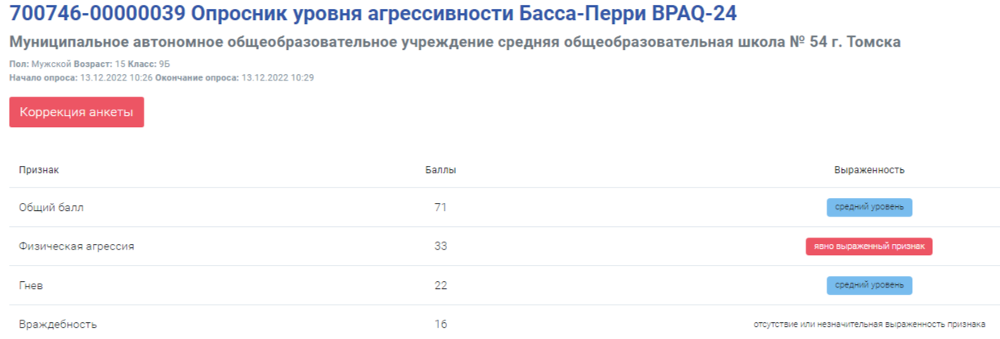 700746-00000039 Опросник уровня агрессивности Басса-Перри BPAQ-24
Муниципальное автономное общеобразовательное учреждение средняя общеобразовательная школа № 54 г. Томска
Пол: Мужской Возраст: 15 Класс: 9Б
Начало опроса: 13.12.2022 10:26 Окончание опроса: 13.12.2022 10:29
Коррекция анкеты
Признак Баллы Выраженность
Общий балл 71 средний уровень
Физическая агрессия 33 явно выраженный признак
Гнев 22 средний уровень
Враждебность 16 отсутствие или незначительная выраженность признака